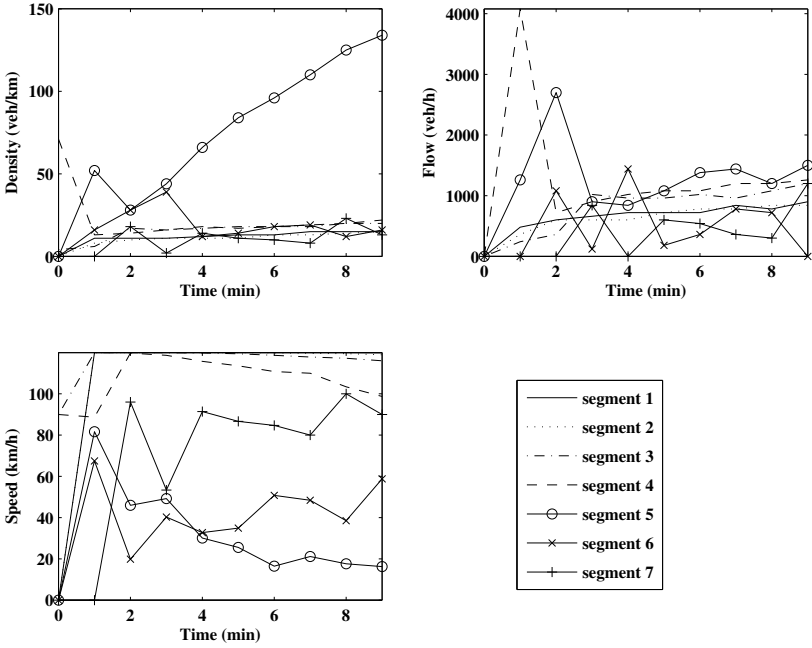 150
100
50
0
0
2
4
6
8
Time (min)
Density (veh/km)
4000
3000
2000
1000
0
0
2
4
6
8
Time (min)
Flow (veh/h)
100
80
60
40
20
0
0
2
4
6
8
Time (min)
Speed (km/h)
segment 1
segment 2
segment 3
segment 4
segment 5
segment 6
segment 7